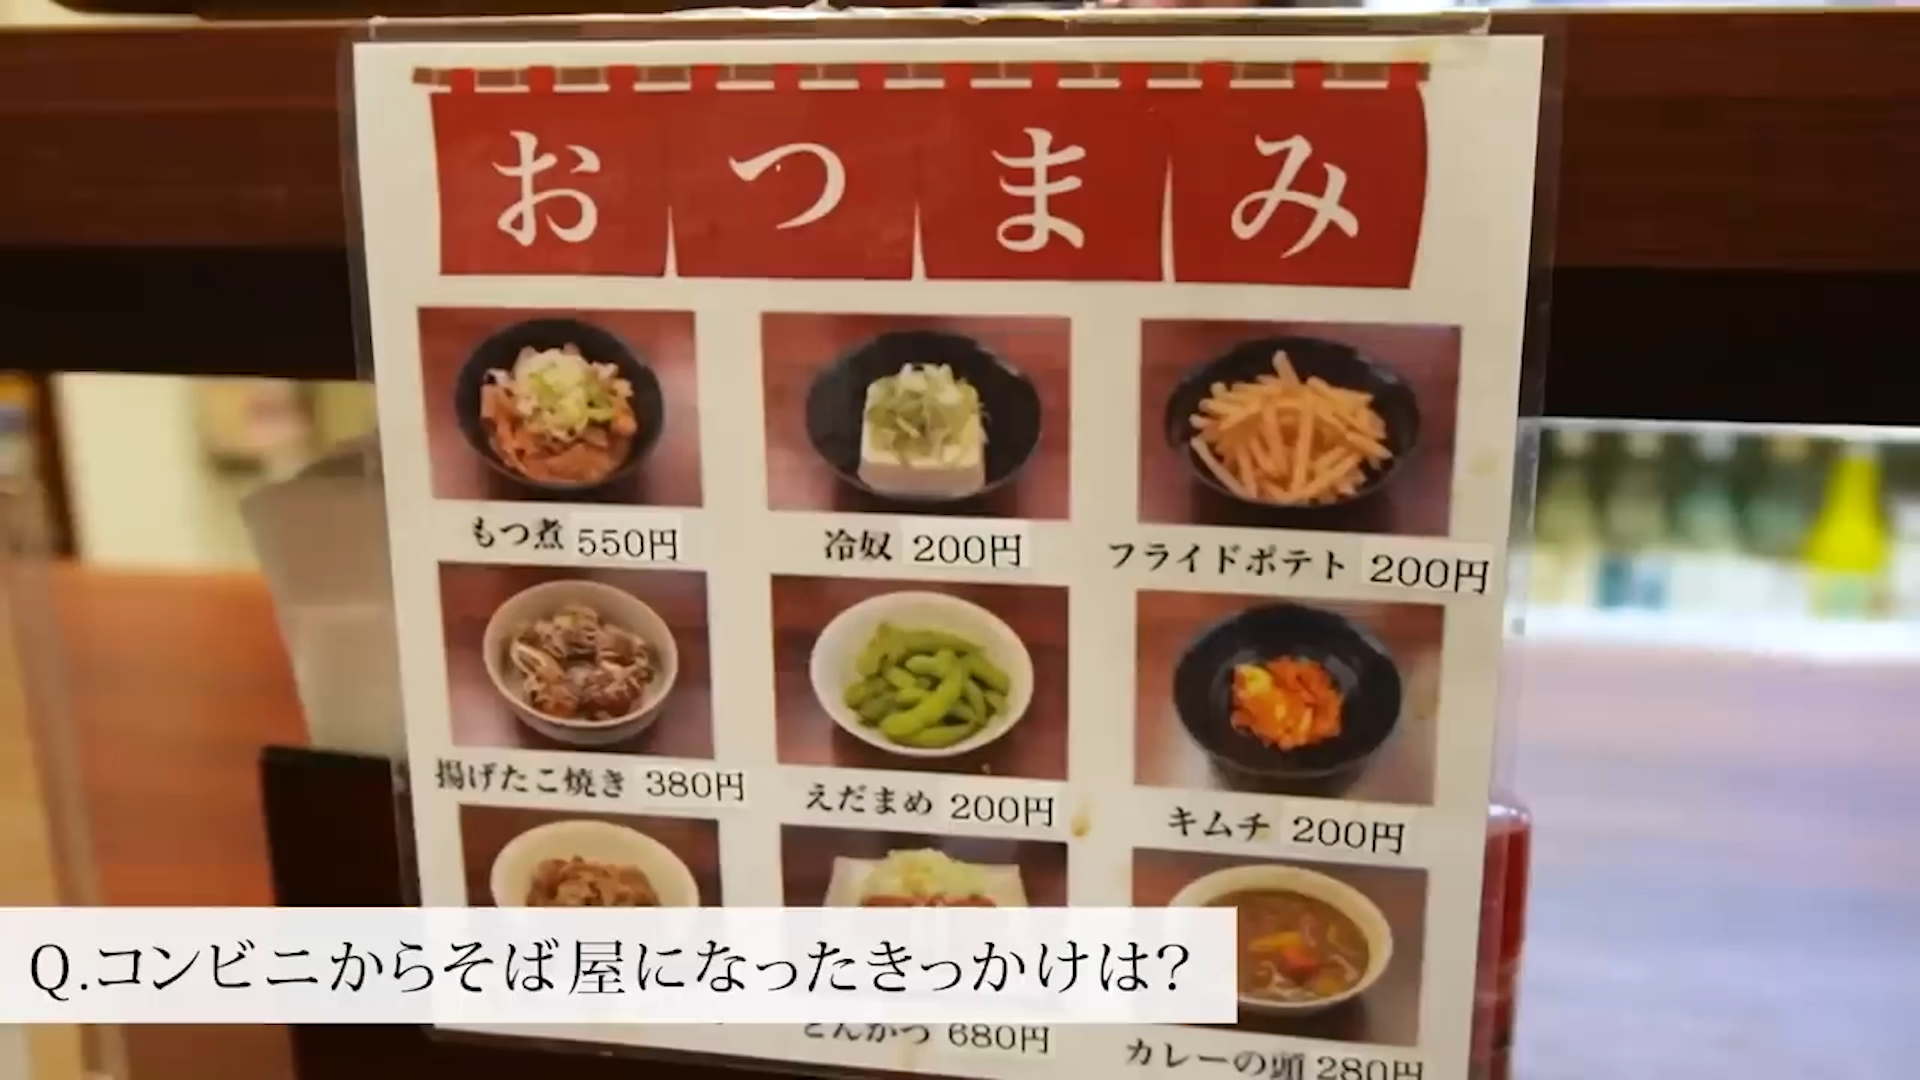 おつまみ
もつ煮 550円
冷奴 200円
フライドポテト 200円
揚げたこ焼き 380円
えだまめ 200円
キムチ 200円
とんかつ 680円
カレーの頭 280円
Q.コンビニからそば屋になったきっかけは?